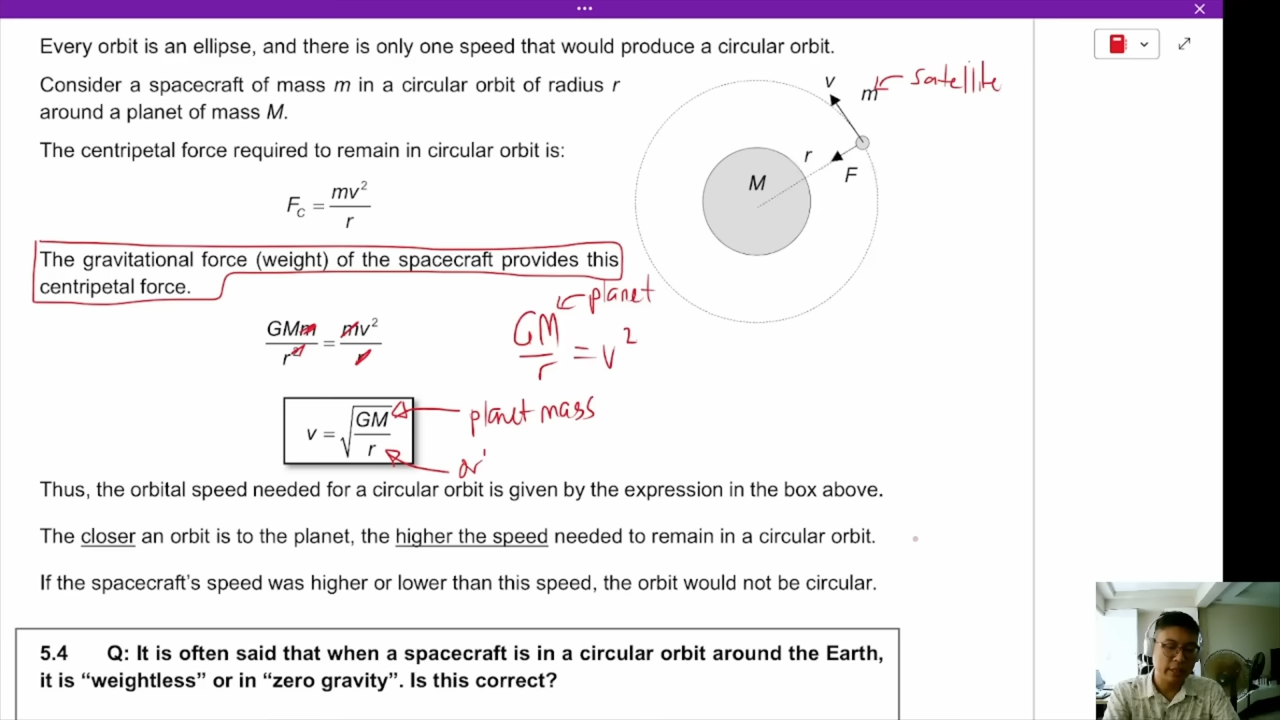 Every orbit is an ellipse, and there is only one speed that would produce a circular orbit.
Consider a spacecraft of mass m in a circular orbit of radius r
around a planet of mass M.
The centripetal force required to remain in circular orbit is:
F_C = mv²/r
The gravitational force (weight) of the spacecraft provides this
centripetal force.
GMm/r² = mv²/r
v = √(GM/r)
v
m
satellite
r
F
M
planet
GM/r = v²
planet mass
Thus, the orbital speed needed for a circular orbit is given by the expression in the box above.
The closer an orbit is to the planet, the higher the speed needed to remain in a circular orbit.
If the spacecraft's speed was higher or lower than this speed, the orbit would not be circular.
5.4 Q: It is often said that when a spacecraft is in a circular orbit around the Earth,
it is “weightless” or in “zero gravity”. Is this correct?